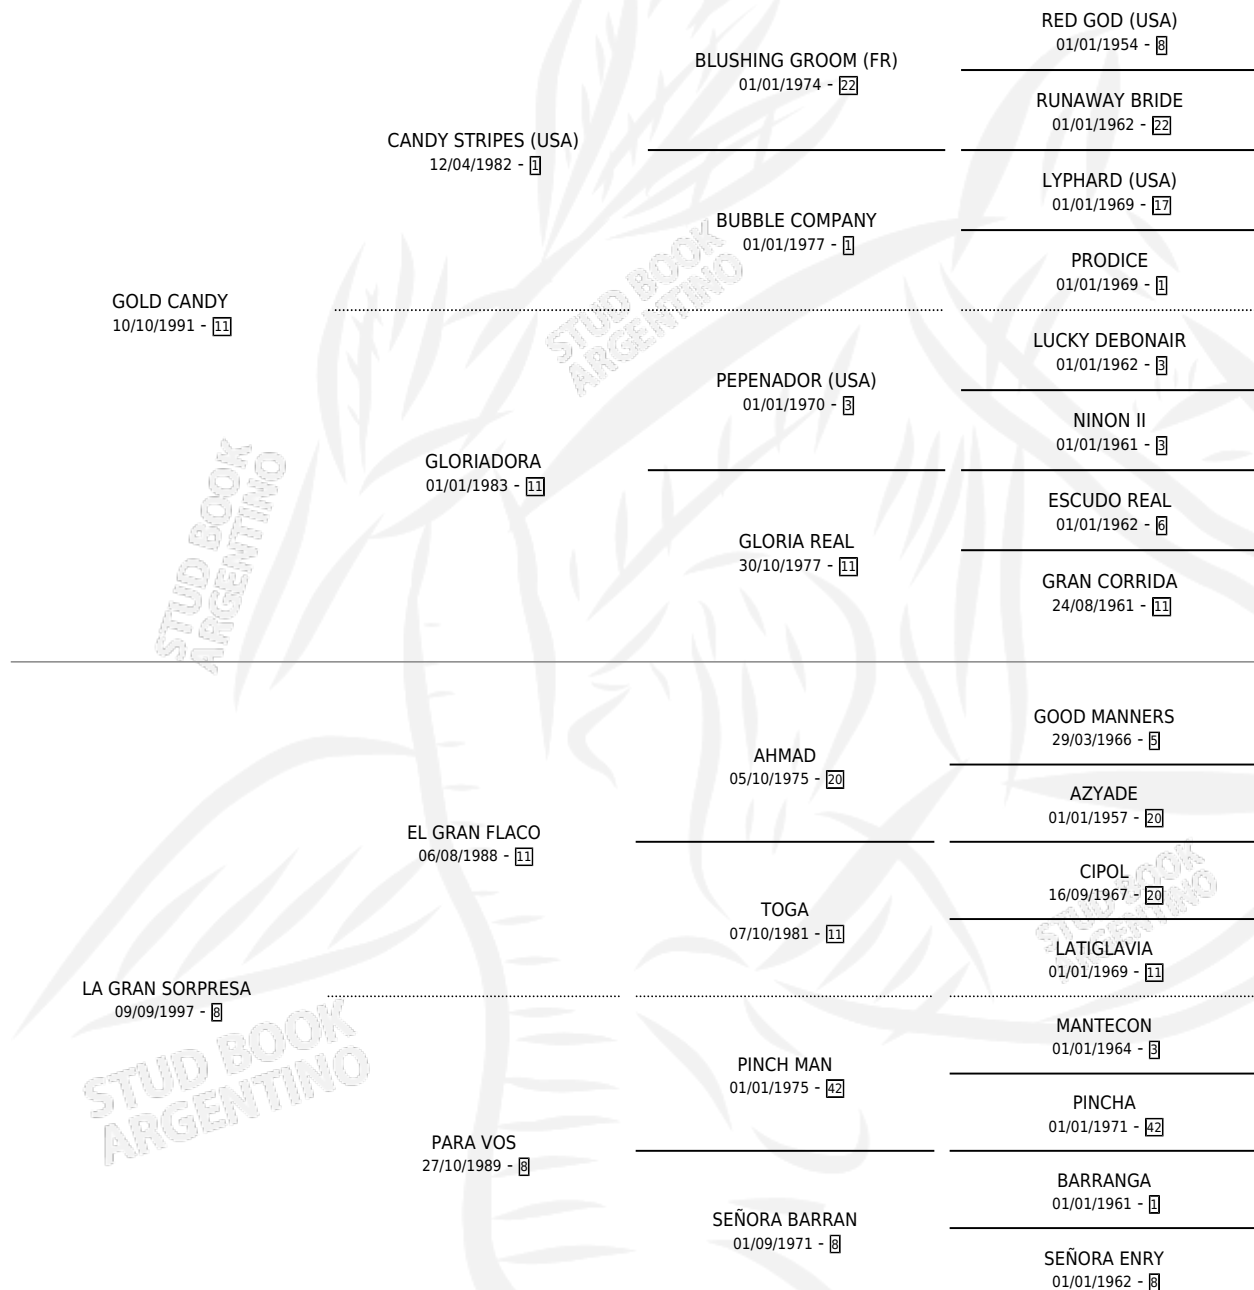 RED GOD (USA)
01/01/1954 - 8
BLUSHING GROOM (FR)
01/01/1974 - 22
RUNAWAY BRIDE
01/01/1962 - 22
CANDY STRIPES (USA)
12/04/1982 - 1
LYPHARD (USA)
01/01/1969 - 17
BUBBLE COMPANY
01/01/1977 - 1
PRODICE
01/01/1969 - 1
STUD BOOK
ARGENTINO
GOLD CANDY
10/10/1991 - 11
LUCKY DEBONAIR
01/01/1962 - 3
PEPENADOR (USA)
01/01/1970 - 3
NINON II
01/01/1961 - 3
GLORIADORA
01/01/1983 - 11
ESCUDO REAL
01/01/1962 - 6
GLORIA REAL
30/10/1977 - 11
GRAN CORRIDA
24/08/1961 - 11
STUD BOOK
ARGENTINO
GOOD MANNERS
29/03/1966 - 5
AHMAD
05/10/1975 - 20
AZYADE
01/01/1957 - 20
EL GRAN FLACO
06/08/1988 - 11
CIPOL
16/09/1967 - 20
TOGA
07/10/1981 - 11
LATIGLAVIA
01/01/1969 - 11
STUD BOOK
ARGENTINO
LA GRAN SORPRESA
09/09/1997 - 8
MANTECON
01/01/1964 - 3
PINCH MAN
01/01/1975 - 42
PINCHA
01/01/1971 - 42
STUD BOOK
ARGENTINO
PARA VOS
27/10/1989 - 8
BARRANGA
01/01/1961 - 1
SEÑORA BARRAN
01/09/1971 - 8
SEÑORA ENRY
01/01/1962 - 8